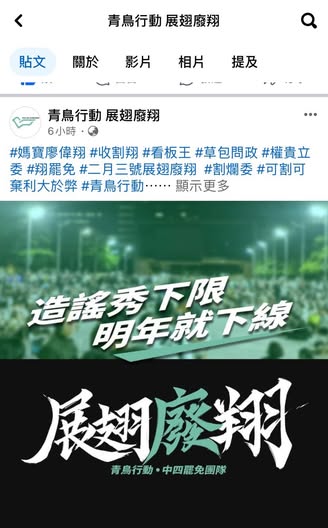 青鳥行動 展翅廢翔
貼文 關於 影片 相片 提及
青鳥行動 展翅廢翔
6小時
#媽寶廖偉翔 #收割翔 #看板王 #草包問政 #權貴立
委 #翔罷免 #二月三號展翅廢翔 #割爛委 #可割可
棄利大於弊 #青鳥行動⋯⋯ 顯示更多
造謠秀下限
明年就下線
展翅廢翔
青鳥行動•中四罷免團隊